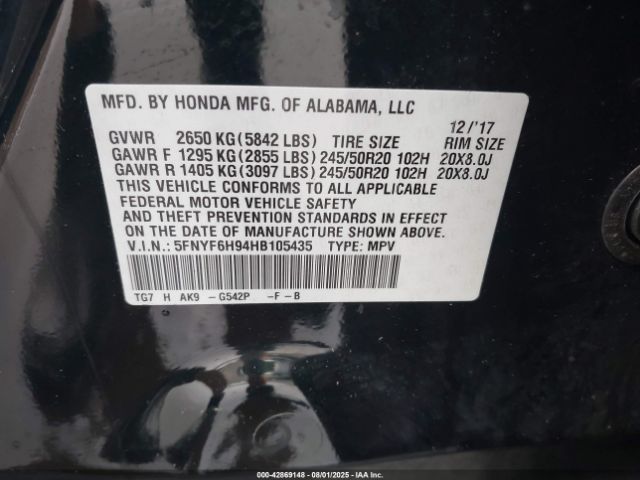 MFD. BY HONDA MFG. OF ALABAMA, LLC
12/'17
GVWR 2650 KG(5842 LBS) TIRE SIZE RIM SIZE
GAWR F 1295 KG(2855 LBS)245/50R20 102H 20X8.0J
GAWR R 1405 KG(3097 LBS)245/50R20 102H 20X8.0J
THIS VEHICLE CONFORMS TO ALL APPLICABLE
FEDERAL MOTOR VEHICLE SAFETY
AND THEFT PREVENTION STANDARDS IN EFFECT
ON THE DATE OF MANUFACTURE SHOWN ABOVE.
V.I.N.: 5FNYF6H94HB105435 TYPE: MPV
TG7 H AK9 -G542P -F-B
000-42869148 - 08/01/2025 - IAA Inc.